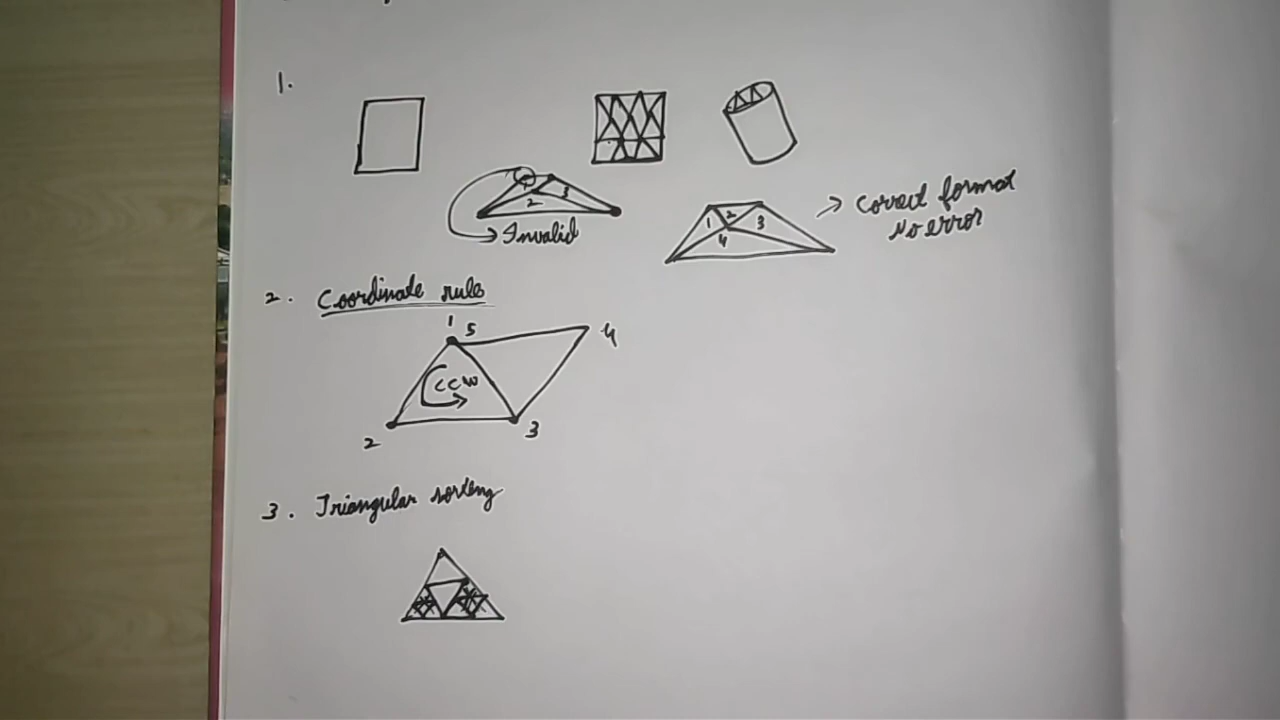 1.
1 2 3
Invalid
1 2 3
4
Correct format
No error
2. Coordinate rule
1 5
4
CCW
2
3
3. Triangular sorting